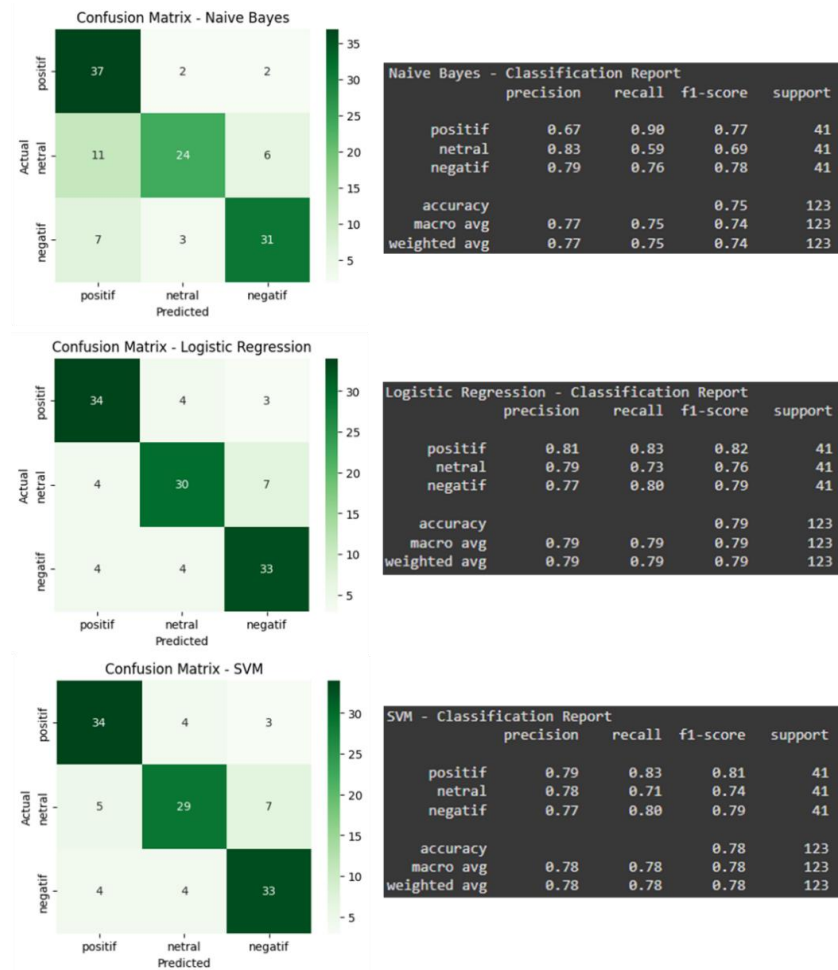 Confusion Matrix - Naive Bayes
positif 37 2 2
Actual netral 11 24 6
negatif 7 3 31
positif netral negatif
Predicted
35
30
25
20
15
10
5
Naive Bayes - Classification Report
precision recall f1-score support
positif 0.67 0.90 0.77 41
netral 0.83 0.59 0.69 41
negatif 0.79 0.76 0.78 41
accuracy 0.75 123
macro avg 0.77 0.75 0.74 123
weighted avg 0.77 0.75 0.74 123
Confusion Matrix - Logistic Regression
positif 34 4 3
Actual netral 4 30 7
negatif 4 4 33
positif netral negatif
Predicted
30
25
20
15
10
5
Logistic Regression - Classification Report
precision recall f1-score support
positif 0.81 0.83 0.82 41
netral 0.79 0.73 0.76 41
negatif 0.77 0.80 0.79 41
accuracy 0.79 123
macro avg 0.79 0.79 0.79 123
weighted avg 0.79 0.79 0.79 123
Confusion Matrix - SVM
positif 34 4 3
Actual netral 5 29 7
negatif 4 4 33
positif netral negatif
Predicted
30
25
20
15
10
5
SVM - Classification Report
precision recall f1-score support
positif 0.79 0.83 0.81 41
netral 0.78 0.71 0.74 41
negatif 0.77 0.80 0.79 41
accuracy 0.78 123
macro avg 0.78 0.78 0.78 123
weighted avg 0.78 0.78 0.78 123